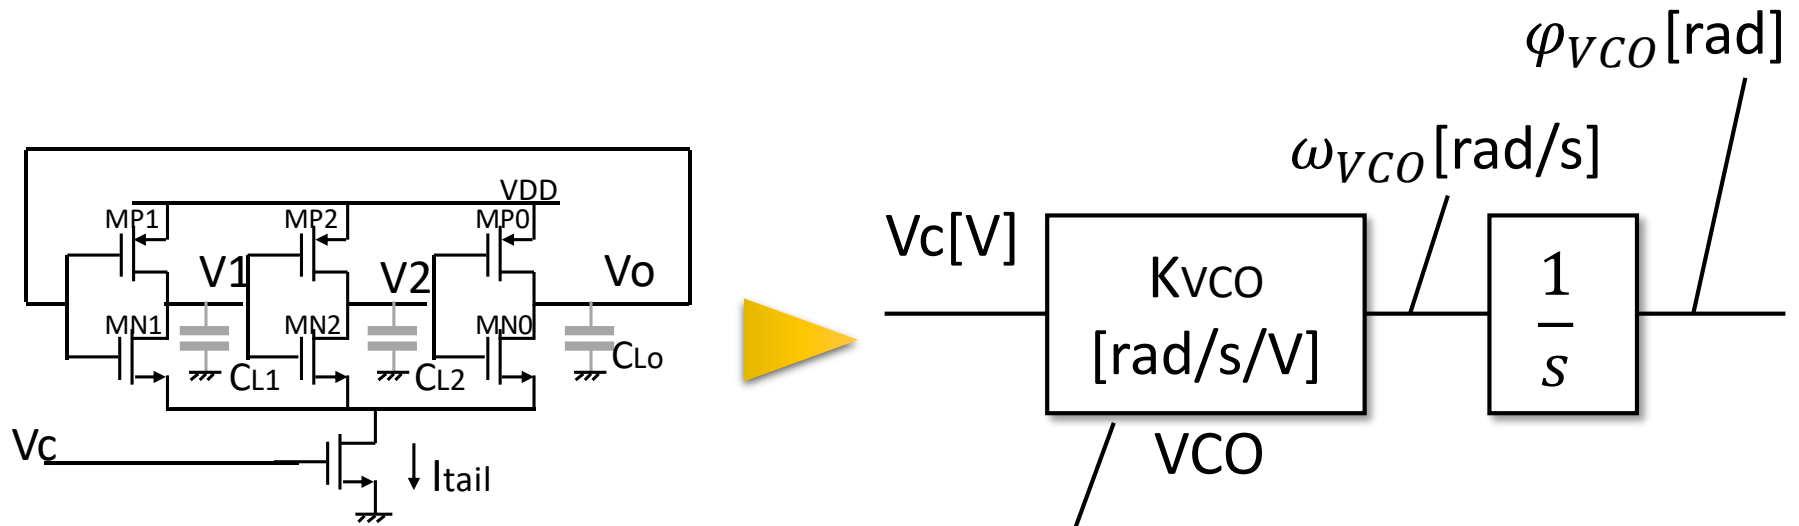 VDD
MP1
MP2
MP0
V1
V2
Vo
MN1
MN2
MN0
CL1
CL2
CLo
Vc
Itail
φVCO[rad]
ωVCO[rad/s]
Vc[V]
KVCO
[rad/s/V]
1
s
VCO